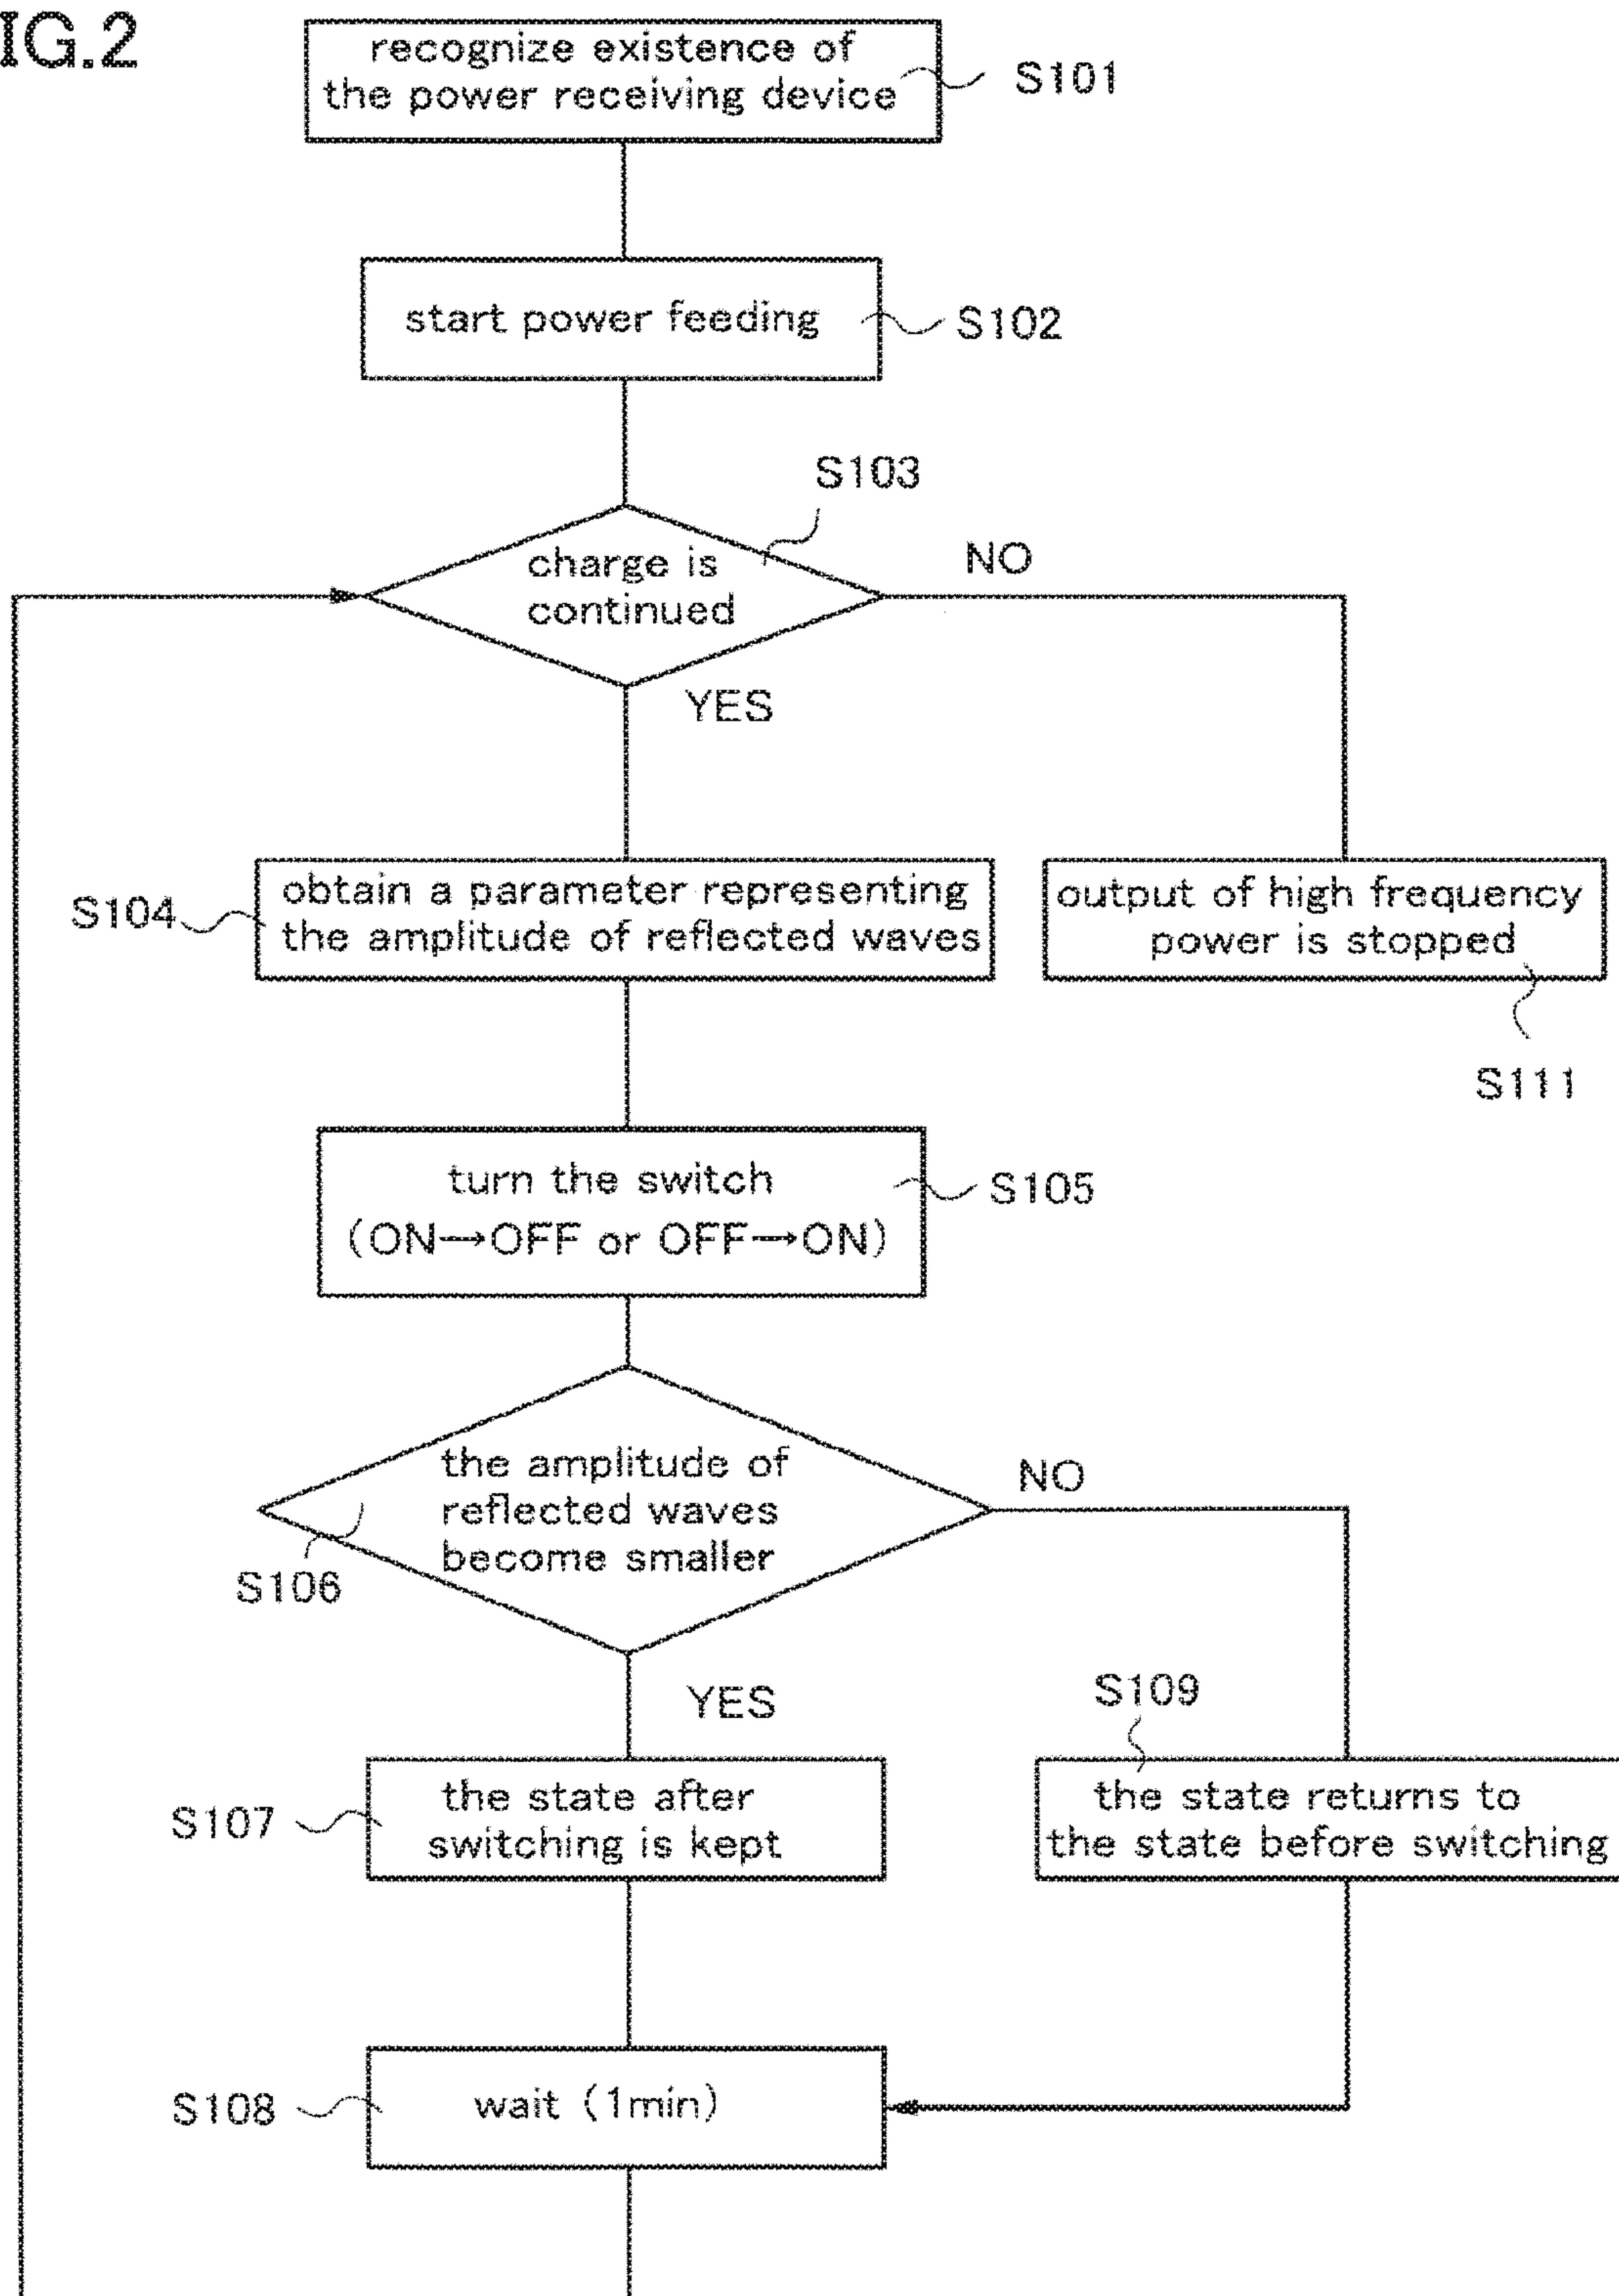 IG.2
recognize existence of
the power receiving device
S101
start power feeding
S102
S103
charge is
continued
NO
YES
S104
obtain a parameter representing
the amplitude of reflected waves
output of high frequency
power is stopped
S111
turn the switch
(ON→OFF or OFF→ON)
S105
the amplitude of
reflected waves
become smaller
NO
S106
YES
S109
S107
the state after
switching is kept
the state returns to
the state before switching
S108
wait (1min)